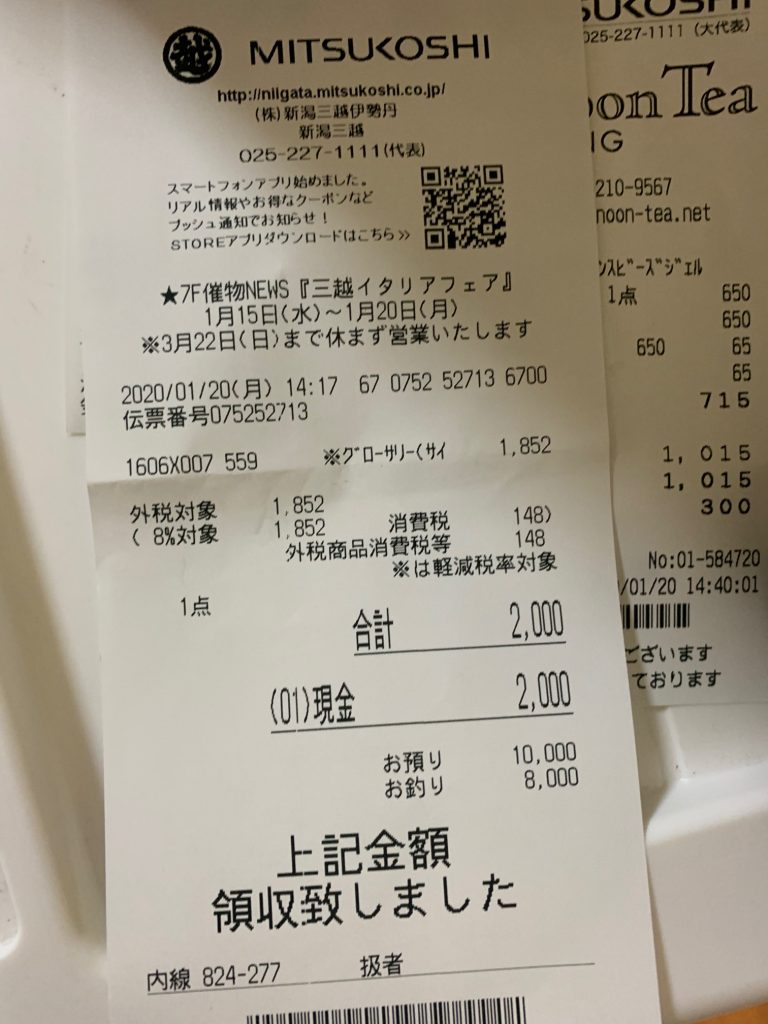 越 MITSUKOSHI
http://niigata.mitsukoshi.co.jp/
(株)新潟三越伊勢丹
新潟三越
025-227-1111(代表)
スマートフォンアプリ始めました。
リアル情報やお得なクーポンなど
プッシュ通知でお知らせ！
STOREアプリダウンロードはこちら》
★7F催物NEWS『三越イタリアフェア』
1月15日(水)～1月20日(月)
※3月22日(日)まで休まず営業いたします
2020/01/20(月) 14:17 67 0752 52713 6700
伝票番号075252713
1606X007 559 ※グローサリー(サイ 1,852
外税対象 1,852
( 8%対象 1,852 消費税 148)
外税商品消費税等 148
※は軽減税率対象
1点
合計 2,000
(01)現金 2,000
お預り 10,000
お釣り 8,000
上記金額
領収致しました
内線 824-277 扱者
SUKOSHI
025-227-1111 (大代表)
oon Tea
NG
210-9567
noon-tea.net
ンスビーズジェル
1点 650
650
650 65
65
715
1,015
1,015
300
No:01-584720
/01/20 14:40:01
ございます
ております